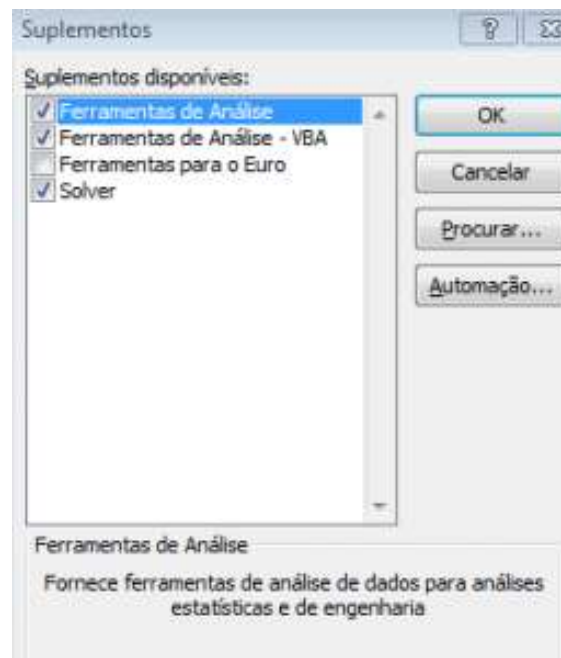 Suplementos
Suplementos disponíveis:
Ferramentas de Análise
Ferramentas de Análise - VBA
Ferramentas para o Euro
Solver
OK
Cancelar
Procurar...
Automação...
Ferramentas de Análise
Fornece ferramentas de análise de dados para análises
estatísticas e de engenharia